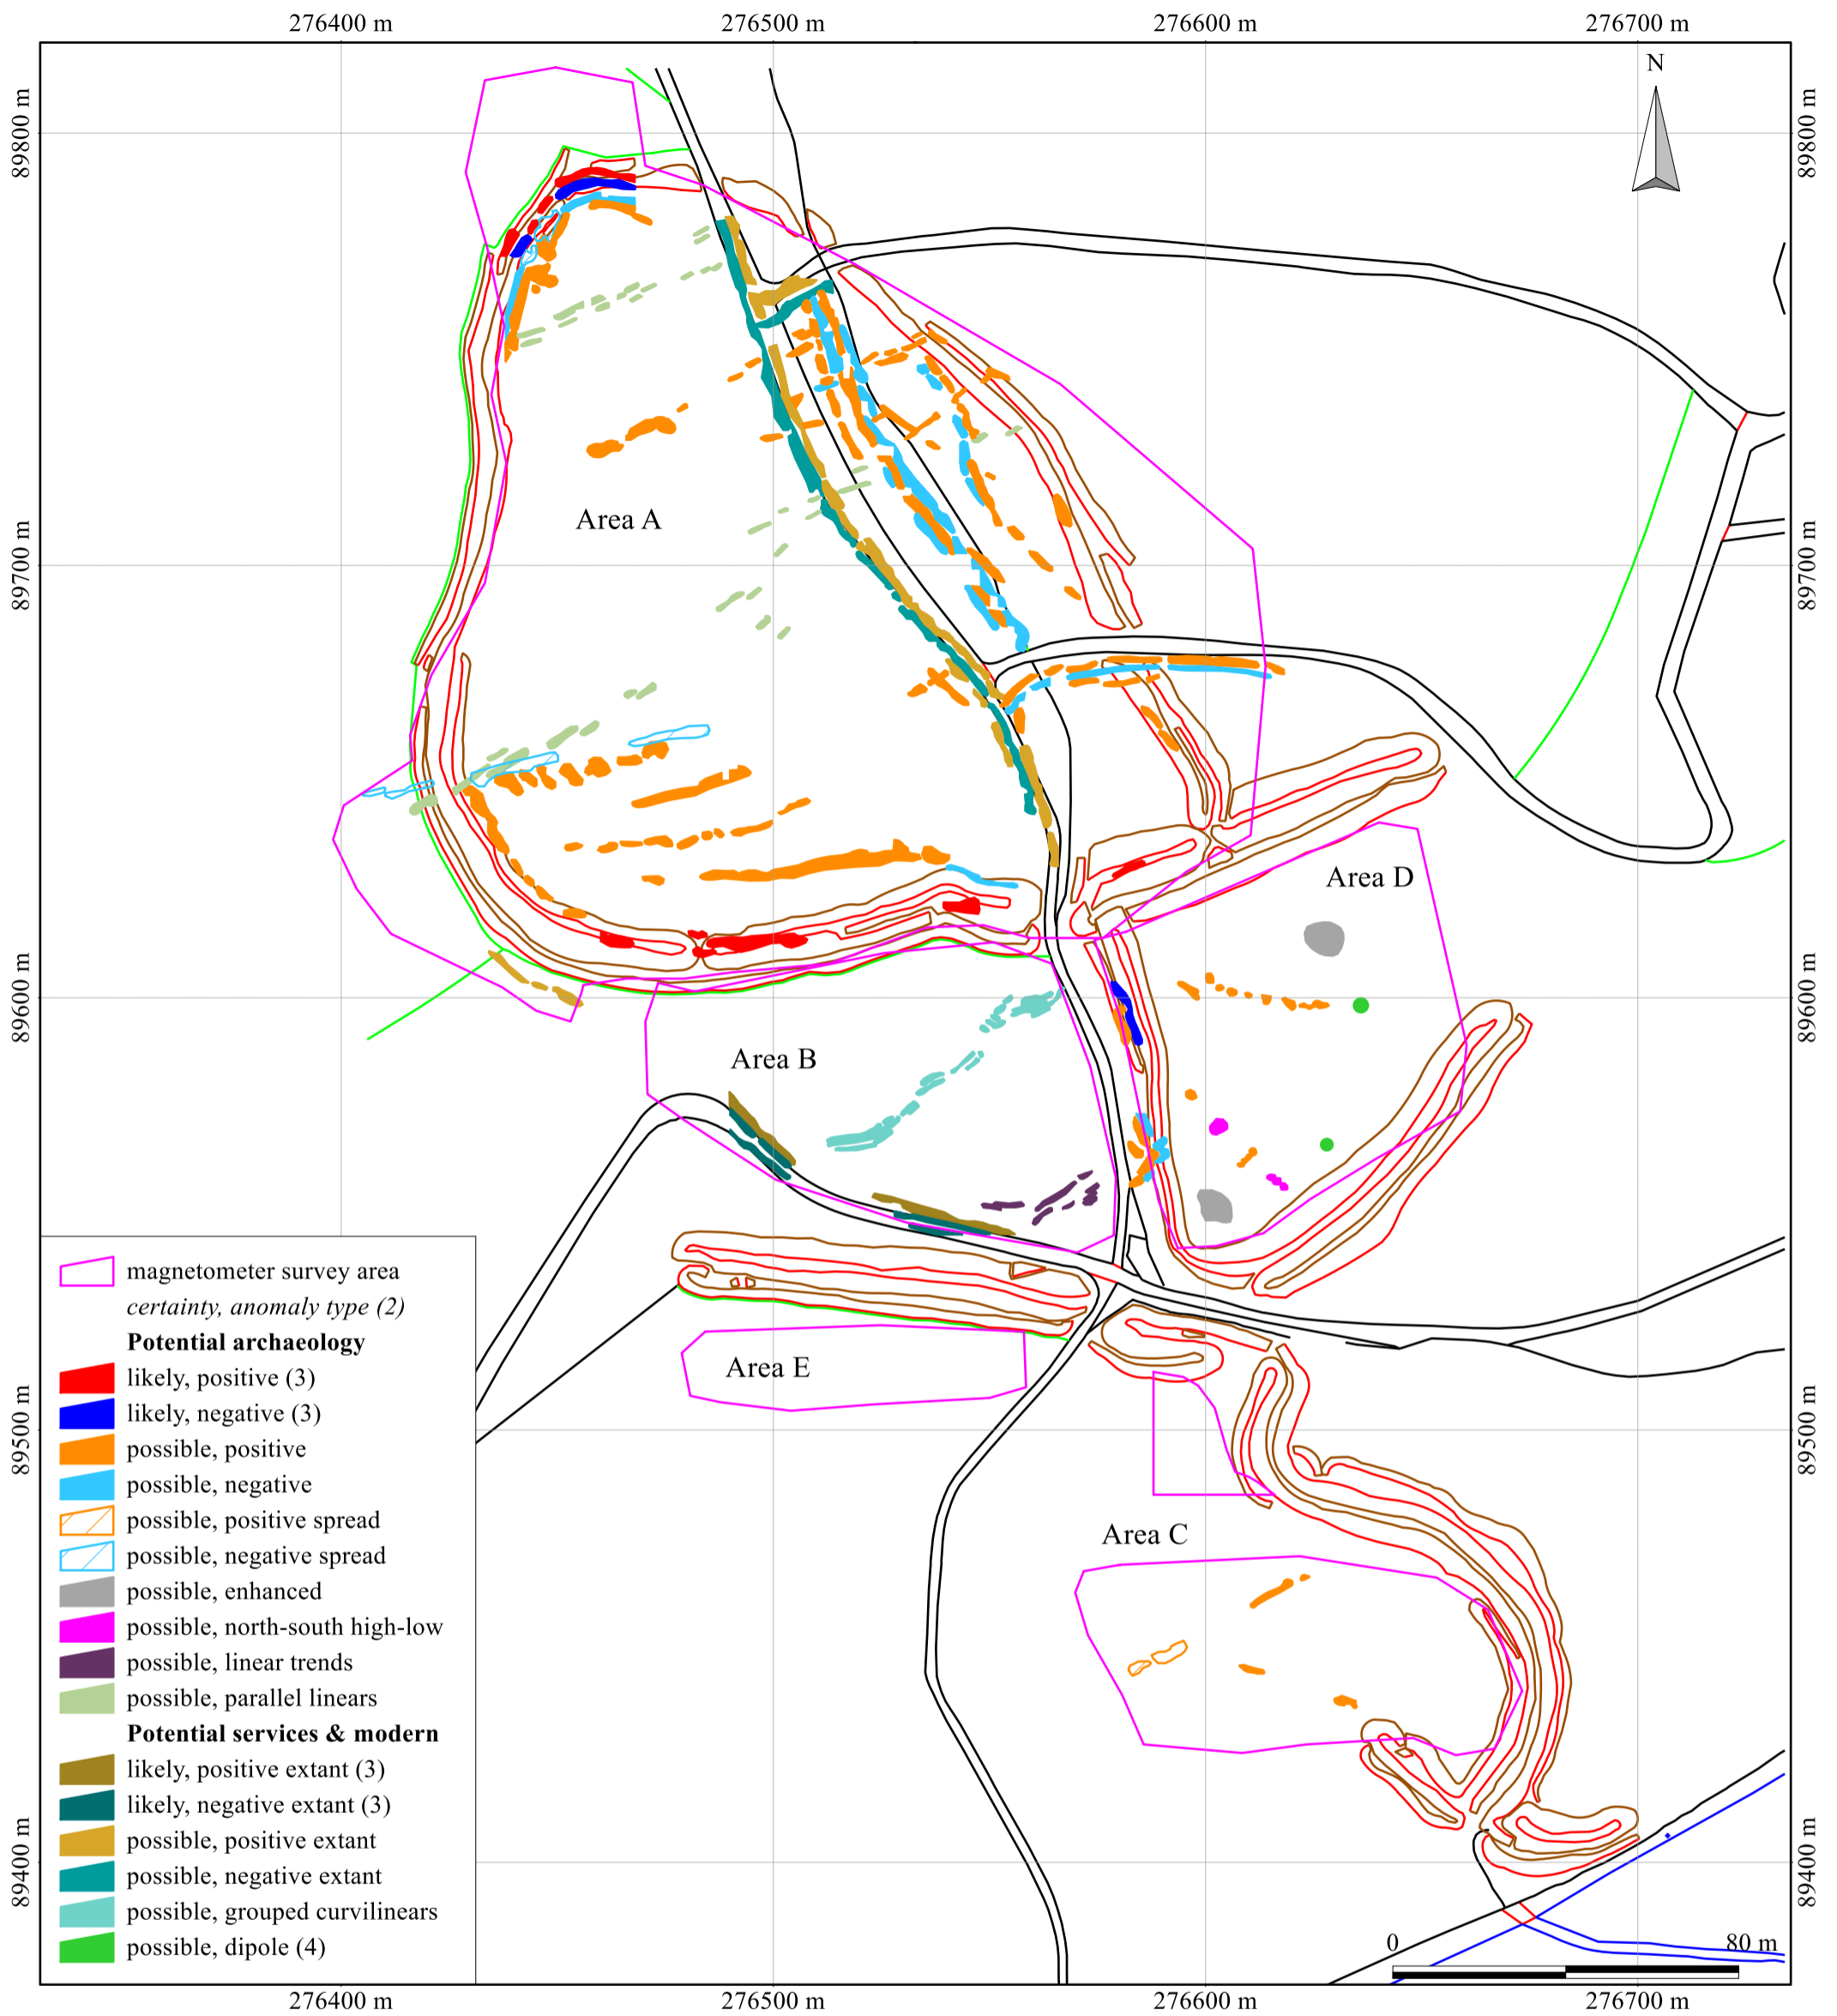 276400 m 276500 m 276600 m 276700 m
N
89800 m 89800 m
Area A
89700 m 89700 m
Area D
89600 m 89600 m
Area B
magnetometer survey area
certainty, anomaly type (2)
Potential archaeology
likely, positive (3)
likely, negative (3)
possible, positive
possible, negative
possible, positive spread
possible, negative spread
possible, enhanced
possible, north-south high-low
possible, linear trends
possible, parallel linears
Potential services & modern
likely, positive extant (3)
likely, negative extant (3)
possible, positive extant
possible, negative extant
possible, grouped curvilinears
possible, dipole (4)
Area E
89500 m 89500 m
Area C
89400 m 89400 m
0 80 m
276400 m 276500 m 276600 m 276700 m